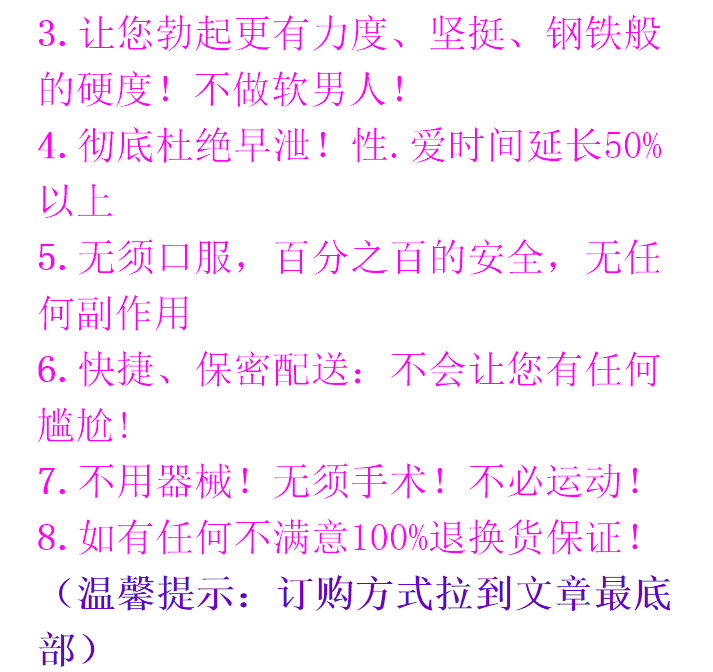 3.让您勃起更有力度、坚挺、钢铁般
的硬度！不做软男人！
4.彻底杜绝早泄！性.爱时间延长50%
以上
5.无须口服，百分之百的安全，无任
何副作用
6.快捷、保密配送：不会让您有任何
尴尬!
7.不用器械！无须手术！不必运动！
8.如有任何不满意100%退换货保证！
（温馨提示：订购方式拉到文章最底
部）